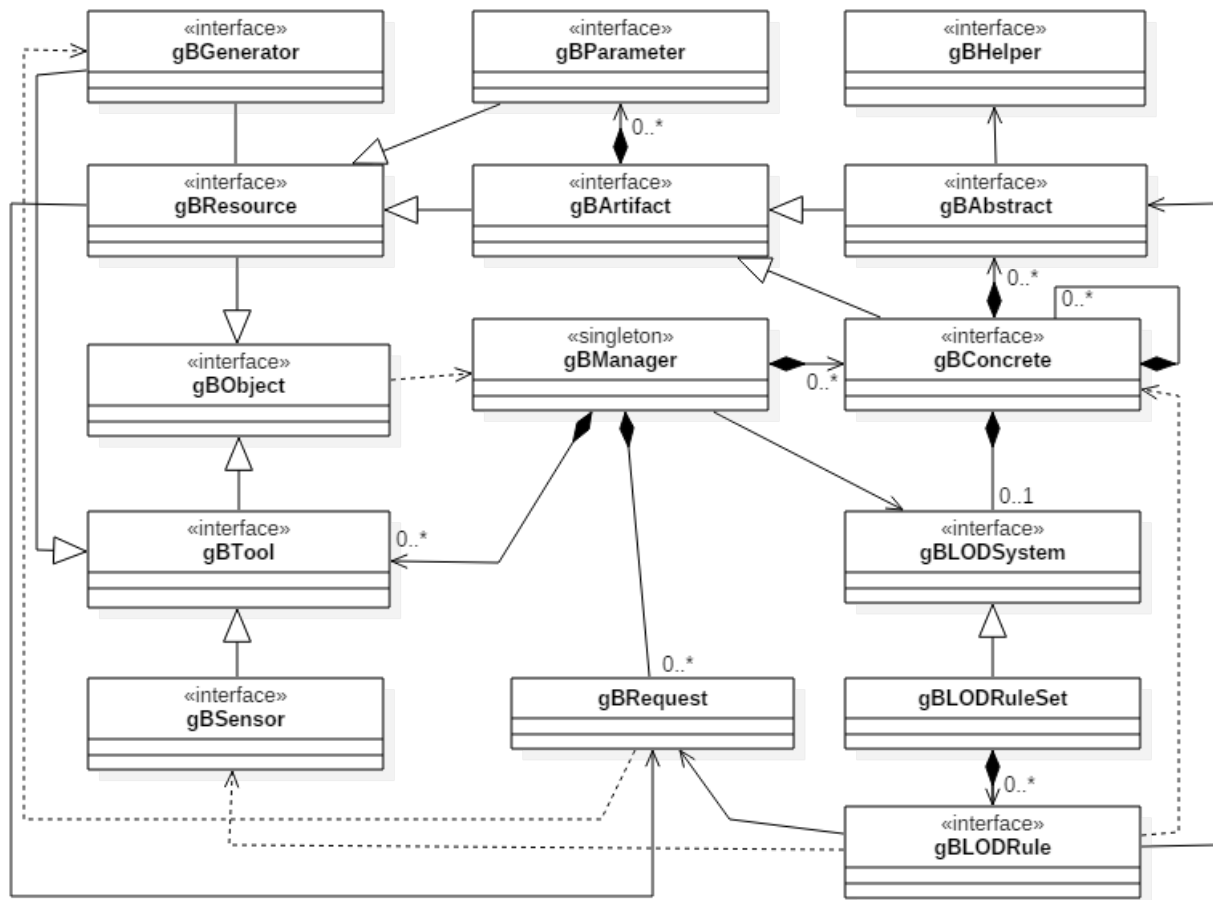 «interface»
gBGenerator
«interface»
gBParameter
«interface»
gBHelper
0..*
«interface»
gBResource
«interface»
gBArtifact
«interface»
gBAbstract
0..*
0..*
«interface»
gBObject
«singleton»
gBManager
0..*
«interface»
gBConcrete
0..*
0..1
«interface»
gBTool
«interface»
gBLODSystem
0..*
«interface»
gBSensor
gBRequest
gBLODRuleSet
0..*
«interface»
gBLODRule